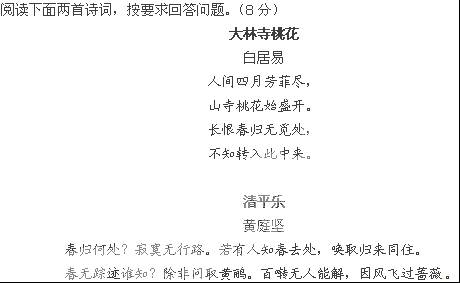 阅读下面两首诗词，按要求回答问题。（8 分）
大林寺桃花
白居易
人间四月芳菲尽，
山寺桃花始盛开。
长恨春归无觅处，
不知转入此中来。
清平乐
黄庭坚
春归何处？寂寞无行路。若有人知春去处，唤取归来同住。
春无踪迹谁知？除非问取黄鹂。百啭无人能解，因风飞过蔷薇。